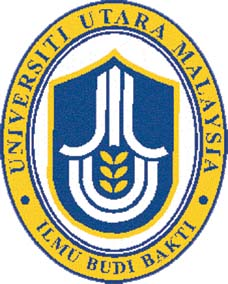 UNIVERSITI UTARA MALAYSIA
ILMU BUDI BAKTI